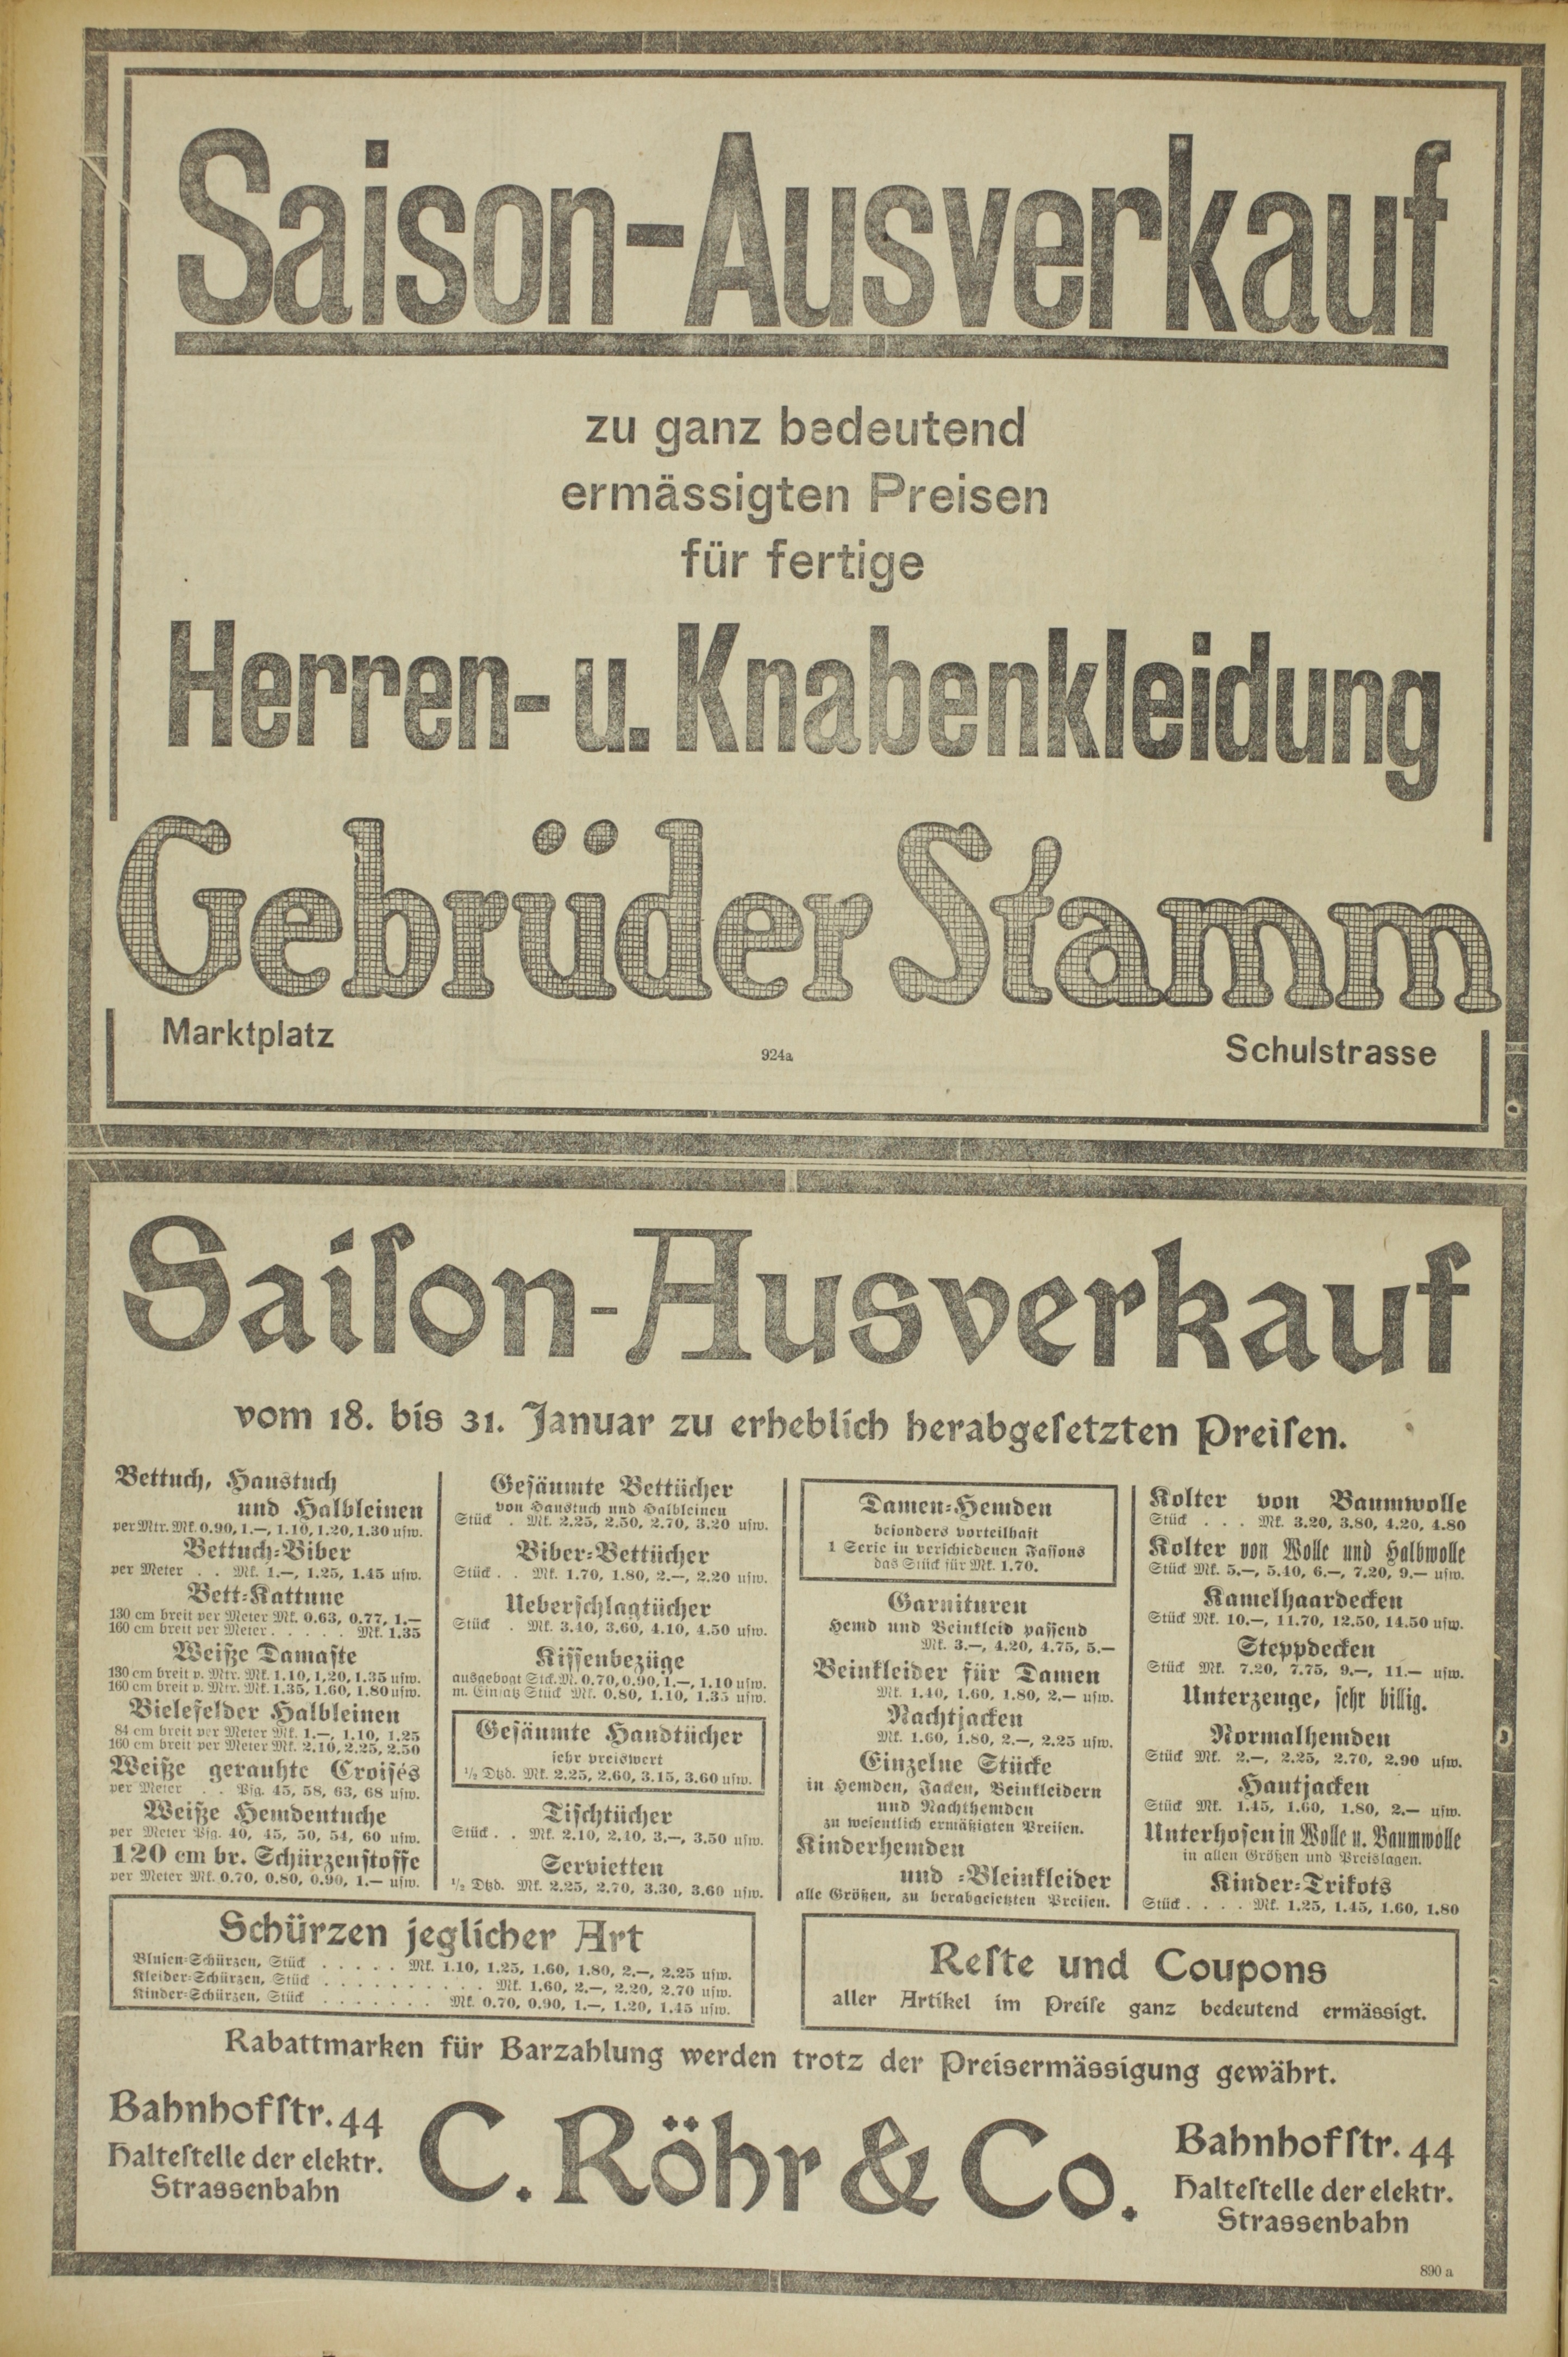 Saison-Ausverkauf
zu ganz bedeutend
ermässigten Preisen
für fertige
Herren- u. Knabenkleidung
Gebrüder Stamm
Marktplatz
924a
Schulstrasse
Saiſon-Ausverkauf
vom 18. bis 31. Januar zu erheblich herabgeſetzten Preiſen.
Bettuch, Haustuch
und Halbleinen
per Mtr. Mk. 0.90, 1.—, 1.10, 1.20, 1.30 uſw.
Bettuch-Biber
per Meter . . Mk. 1.—, 1.25, 1.45 uſw.
Bett-Kattune
130 cm breit per Meter Mk. 0.63, 0.77, 1.—
160 cm breit per Meter . . . . . Mk. 1.35
Weiße Damaſte
130 cm breit p. Mtr. Mk. 1.10, 1.20, 1.35 uſw.
160 cm breit p. Mtr. Mk. 1.35, 1.60, 1.80 uſw.
Bielefelder Halbleinen
84 cm breit per Meter Mk. 1.—, 1.10, 1.25
160 cm breit per Meter Mk. 2.10, 2.25, 2.50
Weiße gerauhte Croiſés
per Meter . . Pfg. 45, 58, 63, 68 uſw.
Weiße Hemdentuche
per Meter Pfg. 40, 45, 50, 54, 60 uſw.
120 cm br. Schürzenſtoffe
per Meter Mk. 0.70, 0.80, 0.90, 1.— uſw.
Geſäumte Bettücher
von Haustuch und Halbleinen
Stück . Mk. 2.25, 2.50, 2.70, 3.20 uſw.
Biber-Bettücher
Stück . . Mk. 1.70, 1.80, 2.—, 2.20 uſw.
Ueberſchlagtücher
Stück . Mk. 3.40, 3.60, 4.10, 4.50 uſw.
Kiſſenbezüge
ausgebogt Stck. M. 0.70, 0.90, 1.—, 1.10 uſw.
m. Einſatz Stück Mk. 0.80, 1.10, 1.35 uſw.
Geſäumte Handtücher
ſehr preiswert
½ Dtzd. Mk. 2.25, 2.60, 3.15, 3.60 uſw.
Tiſchtücher
Stück . . Mk. 2.10, 2.40, 3.—, 3.50 uſw.
Servietten
½ Dtzd. Mk. 2.25, 2.70, 3.30, 3.60 uſw.
Damen-Hemden
beſonders vorteilhaft
1 Serie in verſchiedenen Faſſons
das Stück für Mk. 1.70.
Garnituren
Hemd und Beinkleid paſſend
Mk. 3.—, 4.20, 4.75, 5.—
Beinkleider für Damen
Mk. 1.40, 1.60, 1.80, 2.— uſw.
Nachtjacken
Mk. 1.60, 1.80, 2.—, 2.25 uſw.
Einzelne Stücke
in Hemden, Jacken, Beinkleidern
und Nachthemden
zu weſentlich ermäßigten Preiſen.
Kinderhemden
und -Bleinkleider
alle Größen, zu herabgeſetzten Preiſen.
Kolter von Baumwolle
Stück . . . Mk. 3.20, 3.80, 4.20, 4.80
Kolter von Wolle und Halbwolle
Stück Mk. 5.—, 5.40, 6.—, 7.20, 9.— uſw.
Kamelhaardecken
Stück Mk. 10.—, 11.70, 12.50, 14.50 uſw.
Steppdecken
Stück Mk. 7.20, 7.75, 9.—, 11.— uſw.
Unterzeuge, ſehr billig.
Normalhemden
Stück Mk. 2.—, 2.25, 2.70, 2.90 uſw.
Hautjacken
Stück Mk. 1.45, 1.60, 1.80, 2.— uſw.
Unterhoſen in Wolle u. Baumwolle
in allen Größen und Preislagen.
Kinder-Trikots
Stück . . . . Mk. 1.25, 1.45, 1.60, 1.80
Schürzen jeglicher Art
Bluſen-Schürzen, Stück . . . . . Mk. 1.10, 1.25, 1.60, 1.80, 2.—, 2.25 uſw.
Kleider-Schürzen, Stück . . . . . . . . . . Mk. 1.60, 2.—, 2.20, 2.70 uſw.
Kinder-Schürzen, Stück . . . . . . . Mk. 0.70, 0.90, 1.—, 1.20, 1.45 uſw.
Reſte und Coupons
aller Artikel im Preiſe ganz bedeutend ermässigt.
Rabattmarken für Barzahlung werden trotz der Preisermässigung gewährt.
Bahnhofſtr. 44
Halteſtelle der elektr.
Strassenbahn
C. Röhr & Co.
Bahnhofſtr. 44
Halteſtelle der elektr.
Strassenbahn
890 a